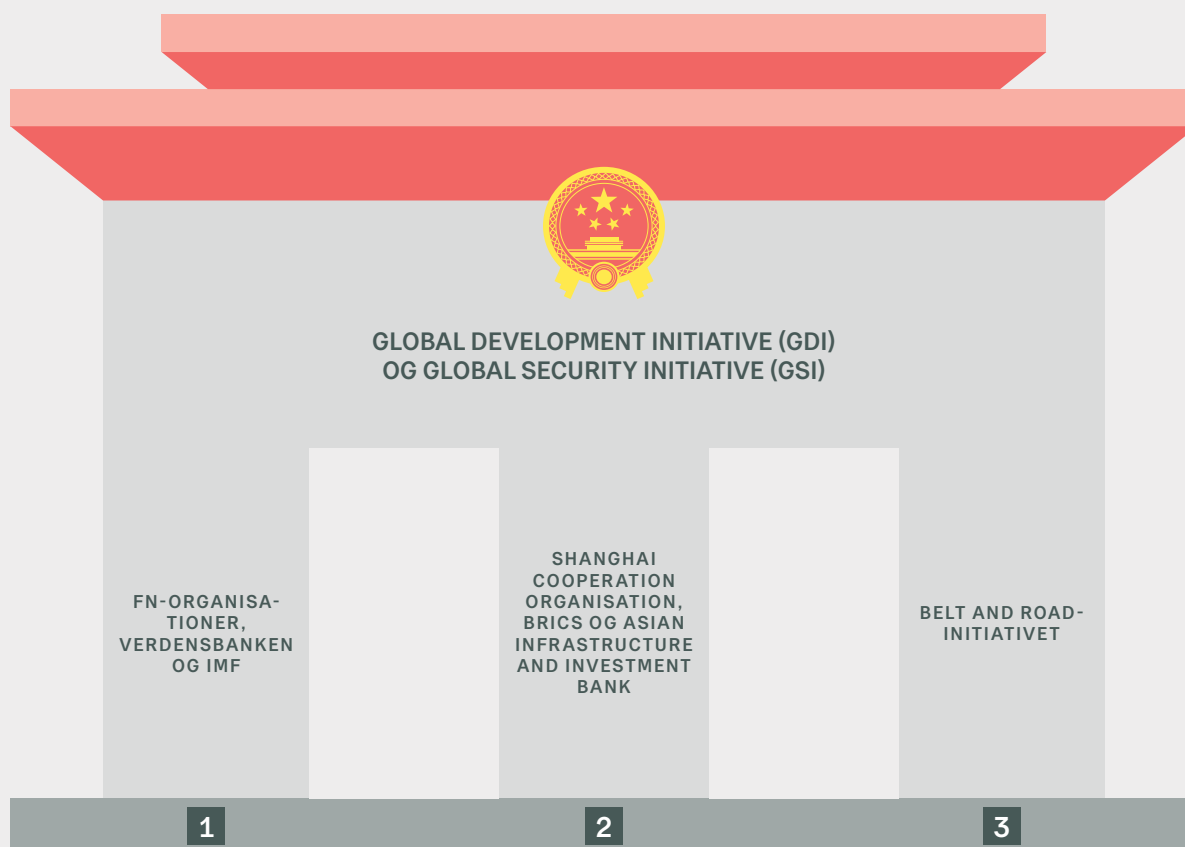 GLOBAL DEVELOPMENT INITIATIVE (GDI)
OG GLOBAL SECURITY INITIATIVE (GSI)
FN-ORGANISA-
TIONER,
VERDENSBANKEN
OG IMF
SHANGHAI
COOPERATION
ORGANISATION,
BRICS OG ASIAN
INFRASTRUCTURE
AND INVESTMENT
BANK
BELT AND ROAD-
INITIATIVET
1
2
3